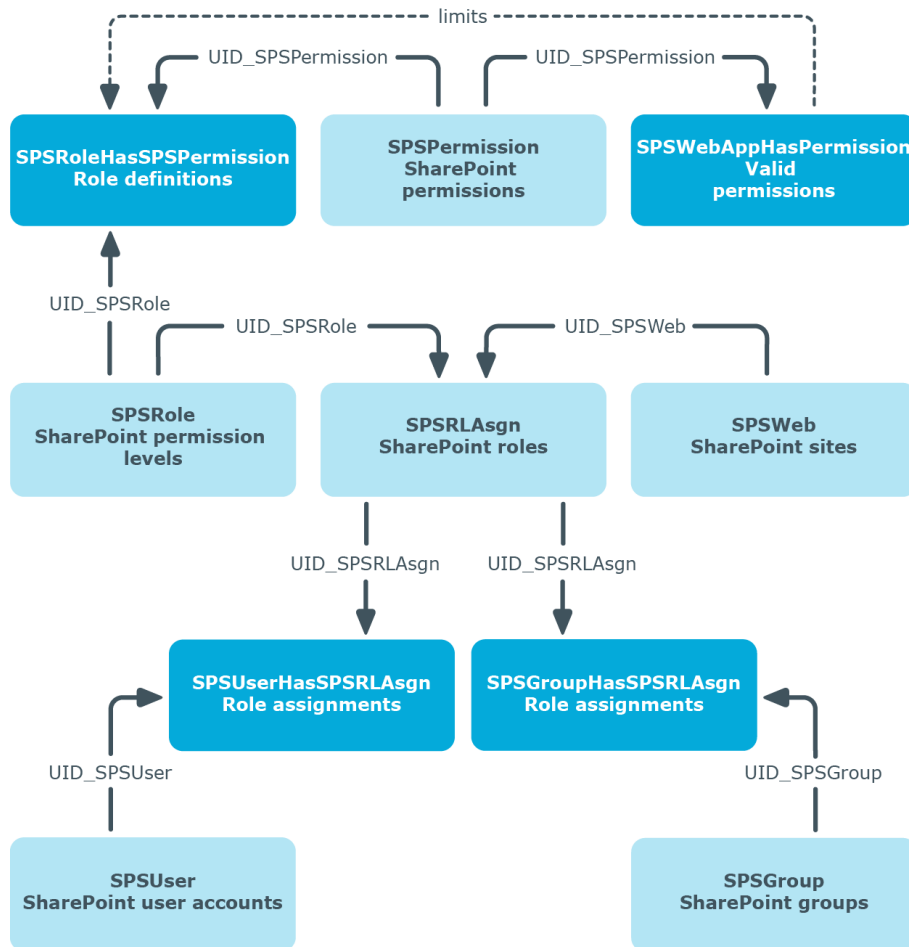 limits
UID_SPSPermission
UID_SPSPermission
SPSRoleHasSPSPermission
Role definitions
SPSPermission
SharePoint
permissions
SPSWebAppHasPermission
Valid
permissions
UID_SPSRole
UID_SPSRole
UID_SPSWeb
SPSRole
SharePoint permission
levels
SPSRLAsgn
SharePoint roles
SPSWeb
SharePoint sites
UID_SPSRLAsgn
UID_SPSRLAsgn
SPSUserHasSPSRLAsgn
Role assignments
SPSGroupHasSPSRLAsgn
Role assignments
UID_SPSUser
UID_SPSGroup
SPSUser
SharePoint user accounts
SPSGroup
SharePoint groups